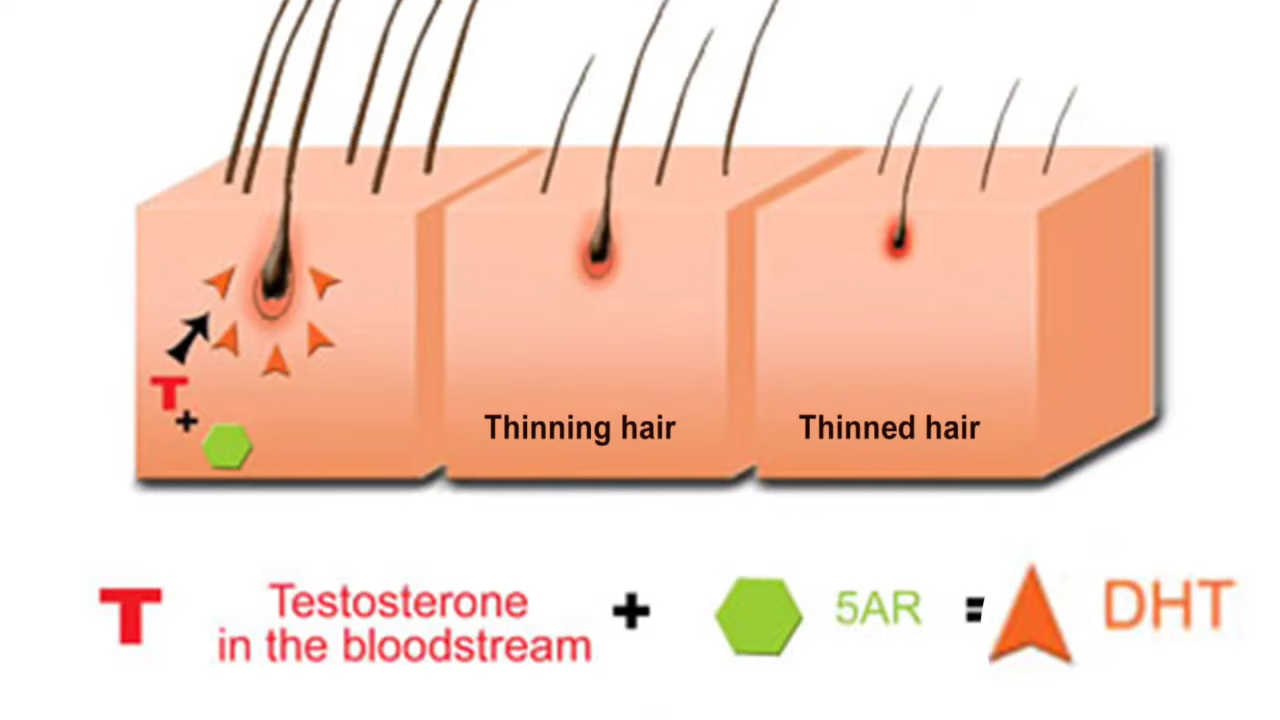 T
+
Thinning hair
Thinned hair
T Testosterone
in the bloodstream + 5AR = DHT